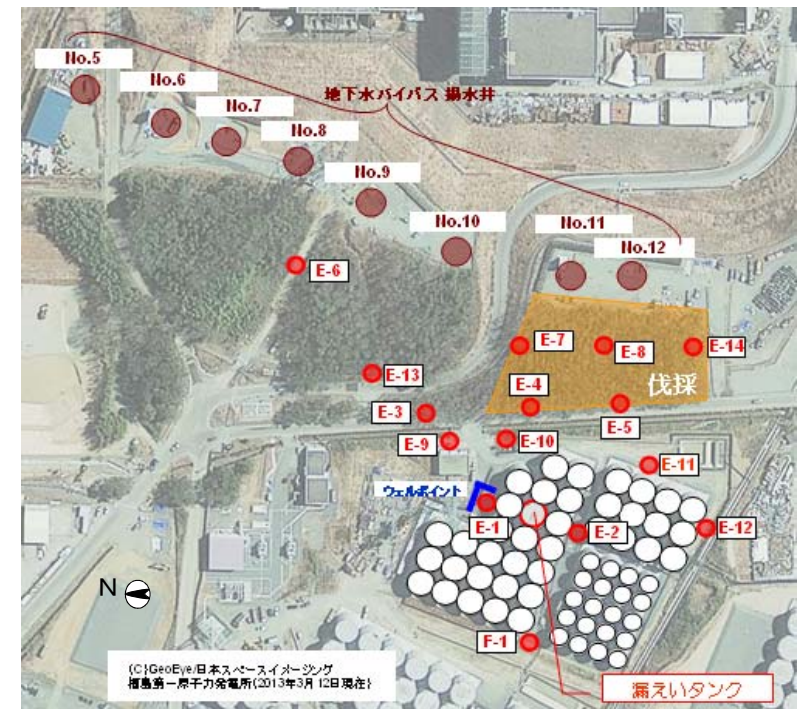 No.5
No.6
No.7
No.8
No.9
No.10
No.11
No.12
地下水バイパス 揚水井
E-6
E-7
E-8
E-14
E-13
E-4
伐採
E-3
E-5
E-9
E-10
E-11
ウェルポイント
E-1
E-2
E-12
N
F-1
(C)GeoEye/日本スペースイメージング
福島第一原子力発電所(2013年3月12日現在)
漏えいタンク